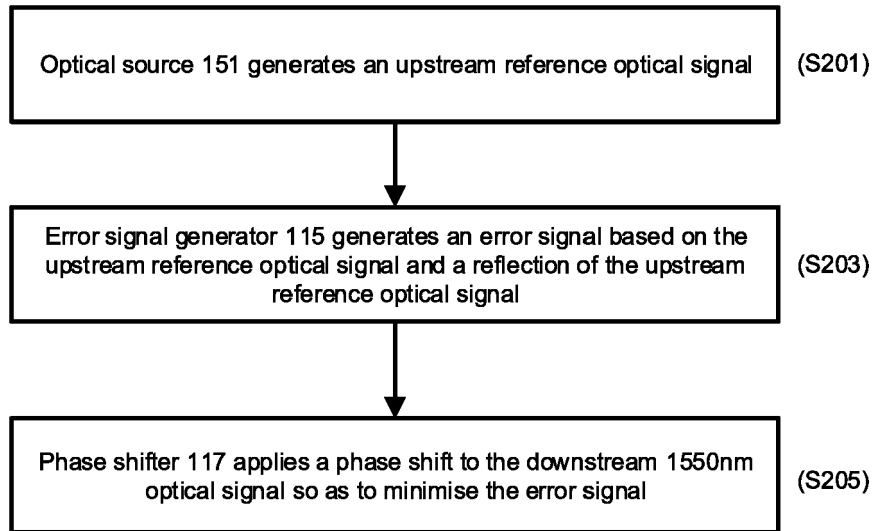 Optical source 151 generates an upstream reference optical signal
(S201)
Error signal generator 115 generates an error signal based on the
upstream reference optical signal and a reflection of the upstream
reference optical signal
(S203)
Phase shifter 117 applies a phase shift to the downstream 1550nm
optical signal so as to minimise the error signal
(S205)